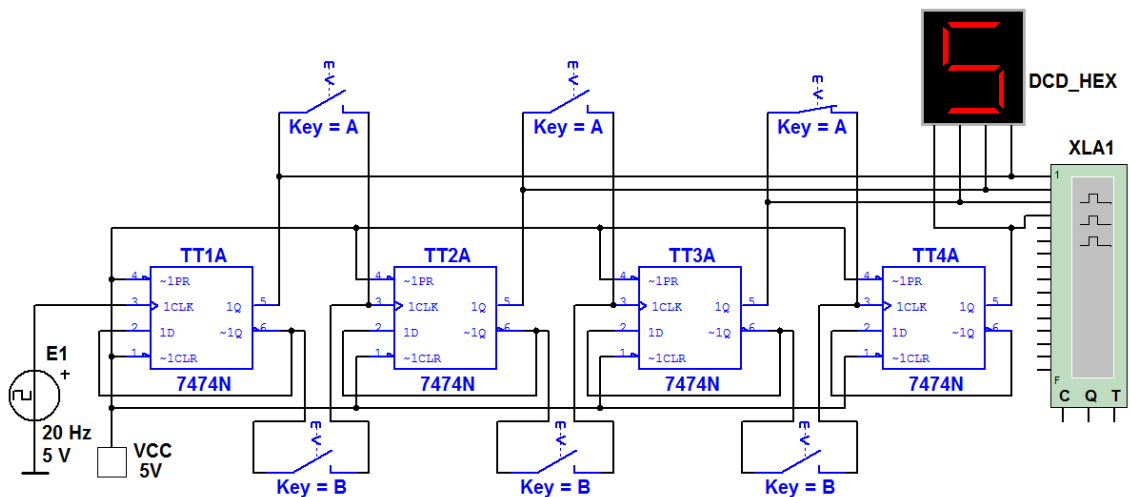 E-V
E-V
E-V
Key = A
Key = A
Key = A
5
DCD_HEX
XLA1
1
F
C Q T
TT1A
4 ~1PR
3 1CLK 1Q 5
2 1D ~1Q 6
1 ~1CLR
7474N
TT2A
4 ~1PR
3 1CLK 1Q 5
2 1D ~1Q 6
1 ~1CLR
7474N
TT3A
4 ~1PR
3 1CLK 1Q 5
2 1D ~1Q 6
1 ~1CLR
7474N
TT4A
4 ~1PR
3 1CLK 1Q 5
2 1D ~1Q 6
1 ~1CLR
7474N
E1
+
20 Hz
5 V
VCC
5V
E-V
E-V
E-V
Key = B
Key = B
Key = B